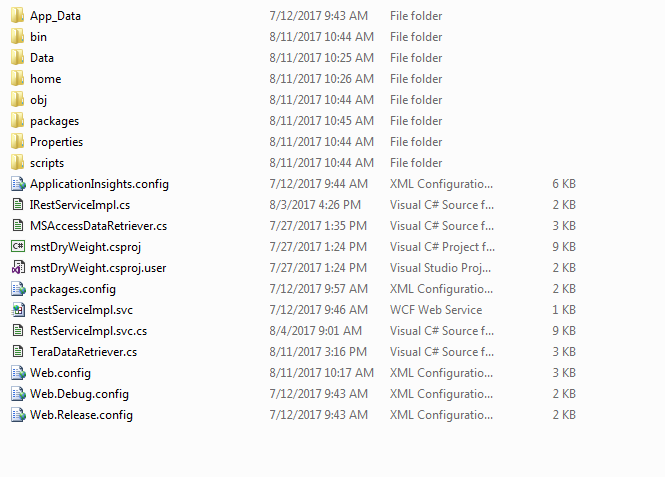 App_Data 7/12/2017 9:43 AM File folder
bin 8/11/2017 10:44 AM File folder
Data 8/11/2017 10:25 AM File folder
home 8/11/2017 10:26 AM File folder
obj 8/11/2017 10:44 AM File folder
packages 8/11/2017 10:45 AM File folder
Properties 8/11/2017 10:44 AM File folder
scripts 8/11/2017 10:44 AM File folder
ApplicationInsights.config 7/12/2017 9:44 AM XML Configuratio... 6 KB
IRestServiceImpl.cs 8/3/2017 4:26 PM Visual C# Source f... 2 KB
MSAccessDataRetriever.cs 7/27/2017 1:35 PM Visual C# Source f... 3 KB
C# mstDryWeight.csproj 7/27/2017 1:24 PM Visual C# Project f... 9 KB
mstDryWeight.csproj.user 7/27/2017 1:24 PM Visual Studio Proj... 2 KB
packages.config 7/12/2017 9:57 AM XML Configuratio... 2 KB
RestServiceImpl.svc 7/12/2017 9:46 AM WCF Web Service 1 KB
RestServiceImpl.svc.cs 8/4/2017 9:01 AM Visual C# Source f... 9 KB
TeraDataRetriever.cs 8/11/2017 3:16 PM Visual C# Source f... 3 KB
Web.config 8/11/2017 10:17 AM XML Configuratio... 3 KB
Web.Debug.config 7/12/2017 9:43 AM XML Configuratio... 2 KB
Web.Release.config 7/12/2017 9:43 AM XML Configuratio... 2 KB